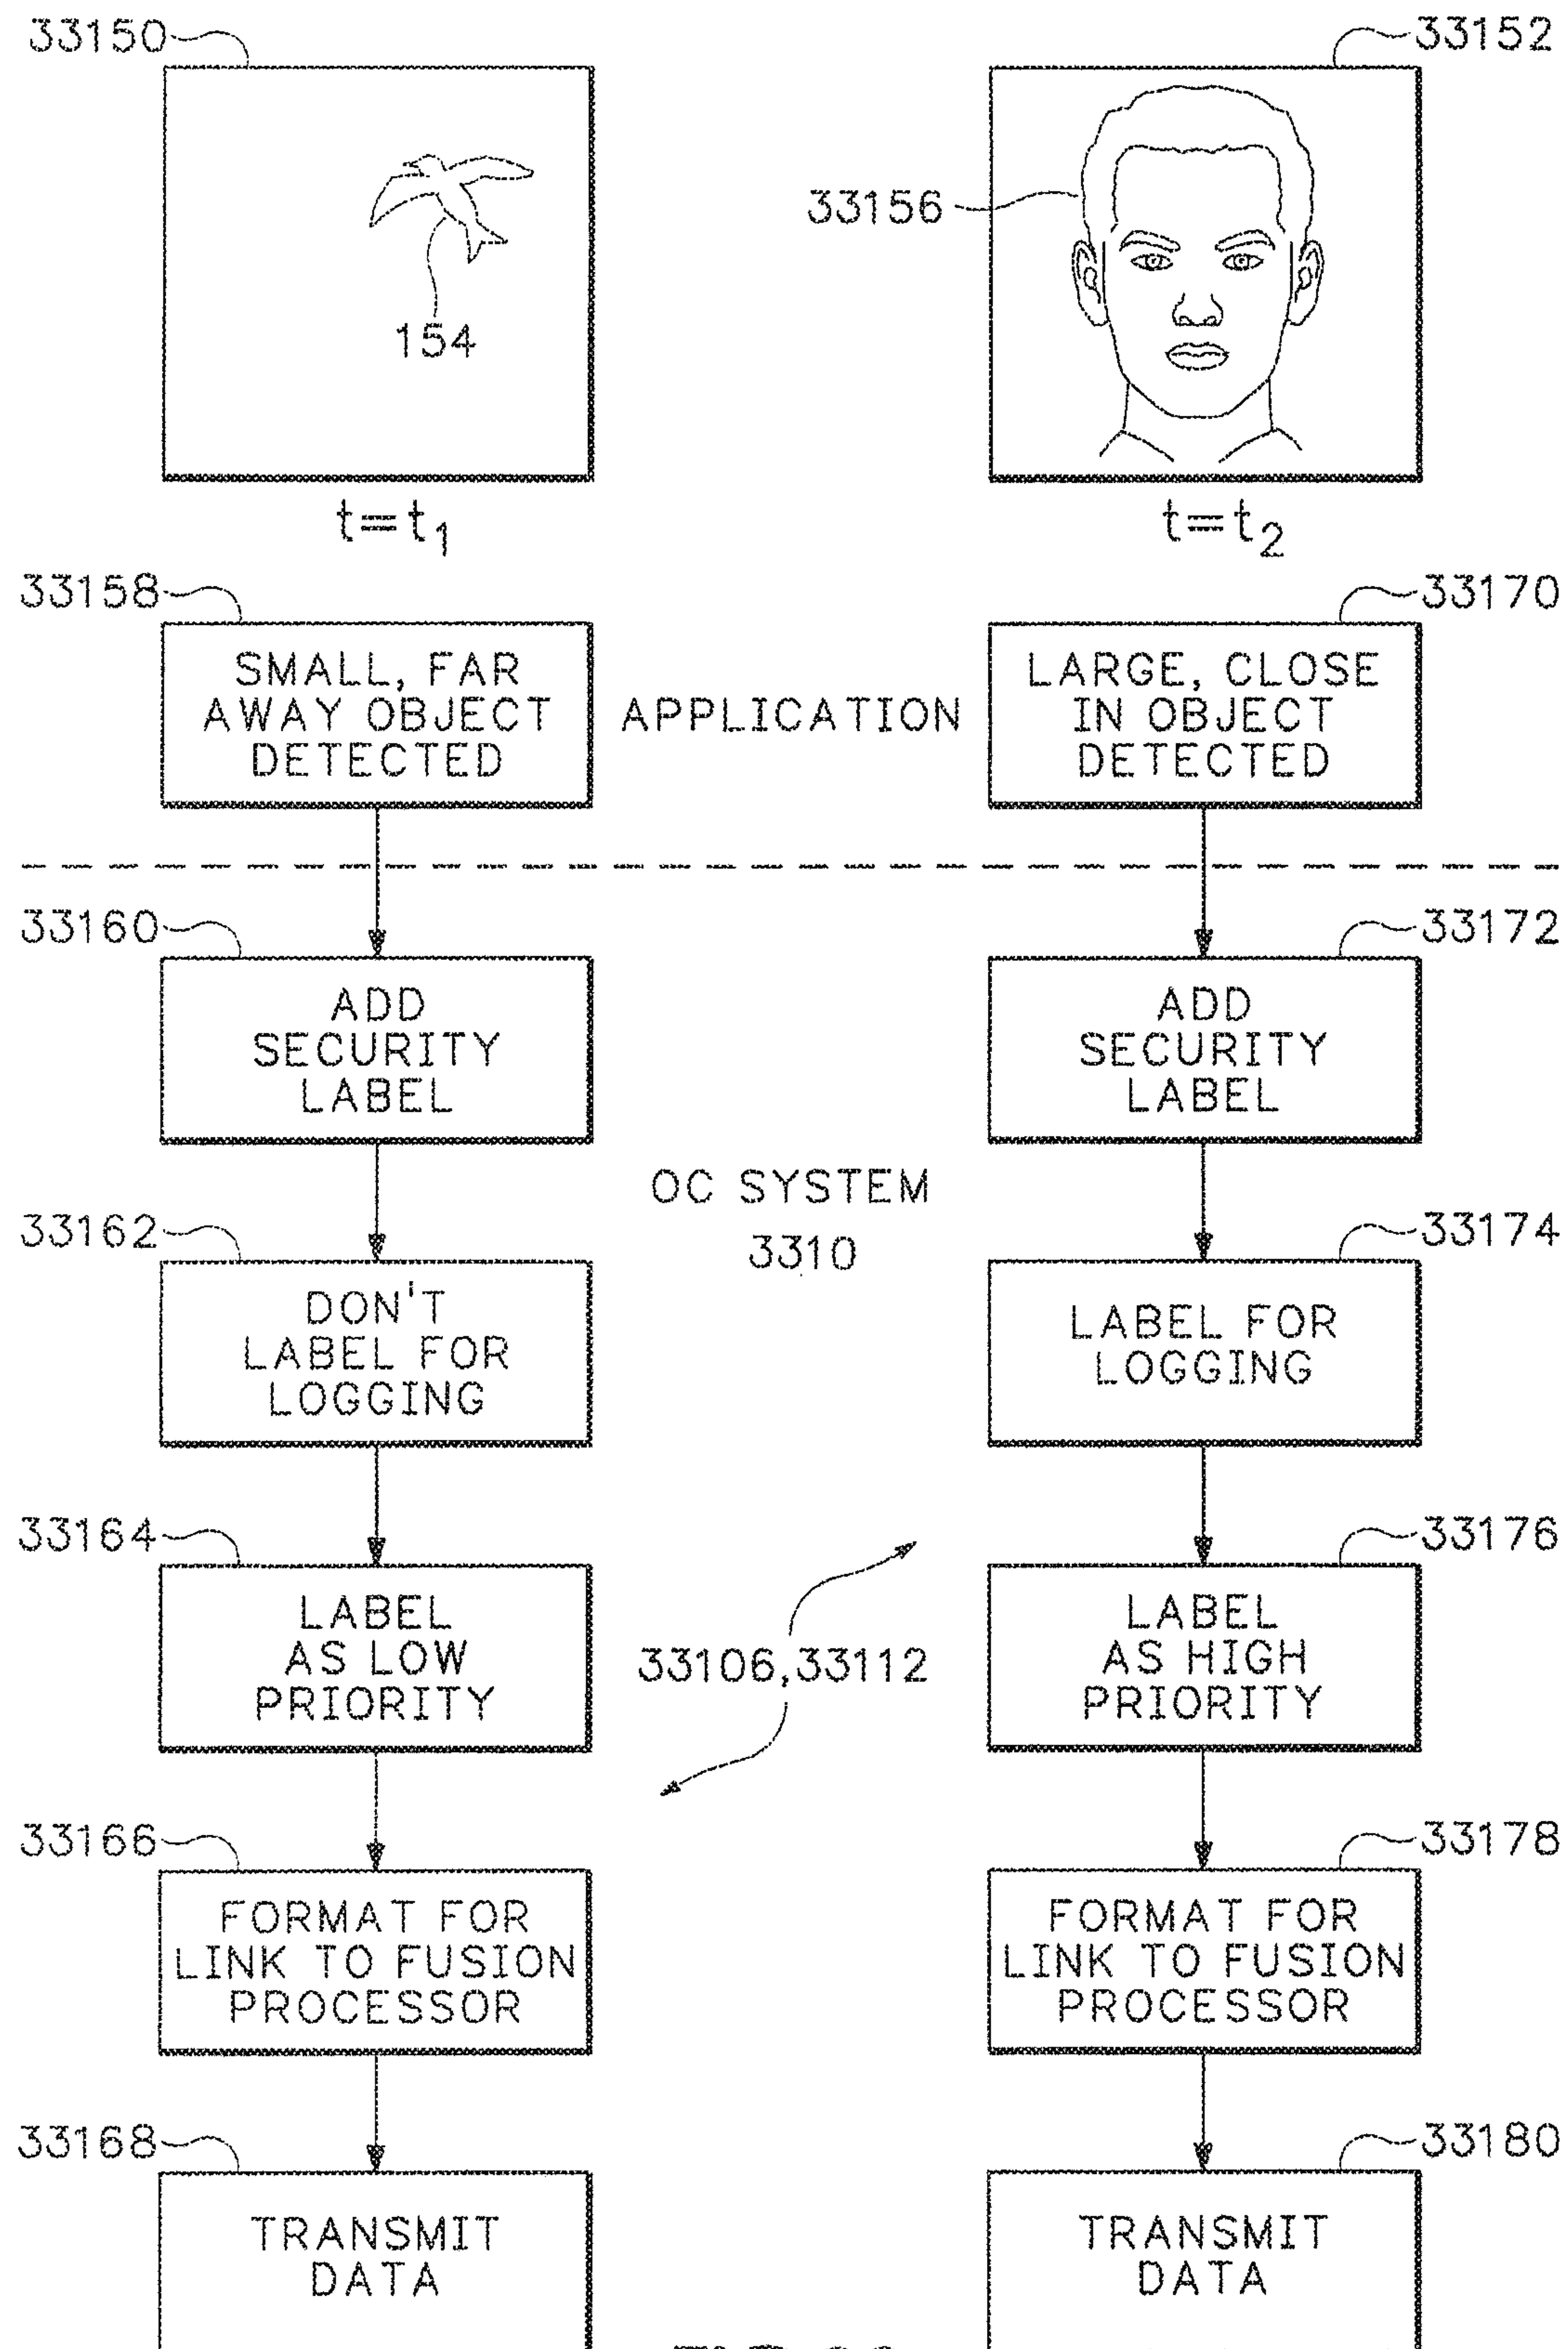 33150
33152
33156
154
t=t1
t=t2
33158
33170
SMALL, FAR
AWAY OBJECT
DETECTED
APPLICATION
LARGE, CLOSE
IN OBJECT
DETECTED
33160
33172
ADD
SECURITY
LABEL
ADD
SECURITY
LABEL
OC SYSTEM
3310
33162
33174
DON'T
LABEL FOR
LOGGING
LABEL FOR
LOGGING
33164
33176
LABEL
AS LOW
PRIORITY
33106,33112
LABEL
AS HIGH
PRIORITY
33166
33178
FORMAT FOR
LINK TO FUSION
PROCESSOR
FORMAT FOR
LINK TO FUSION
PROCESSOR
33168
33180
TRANSMIT
DATA
TRANSMIT
DATA